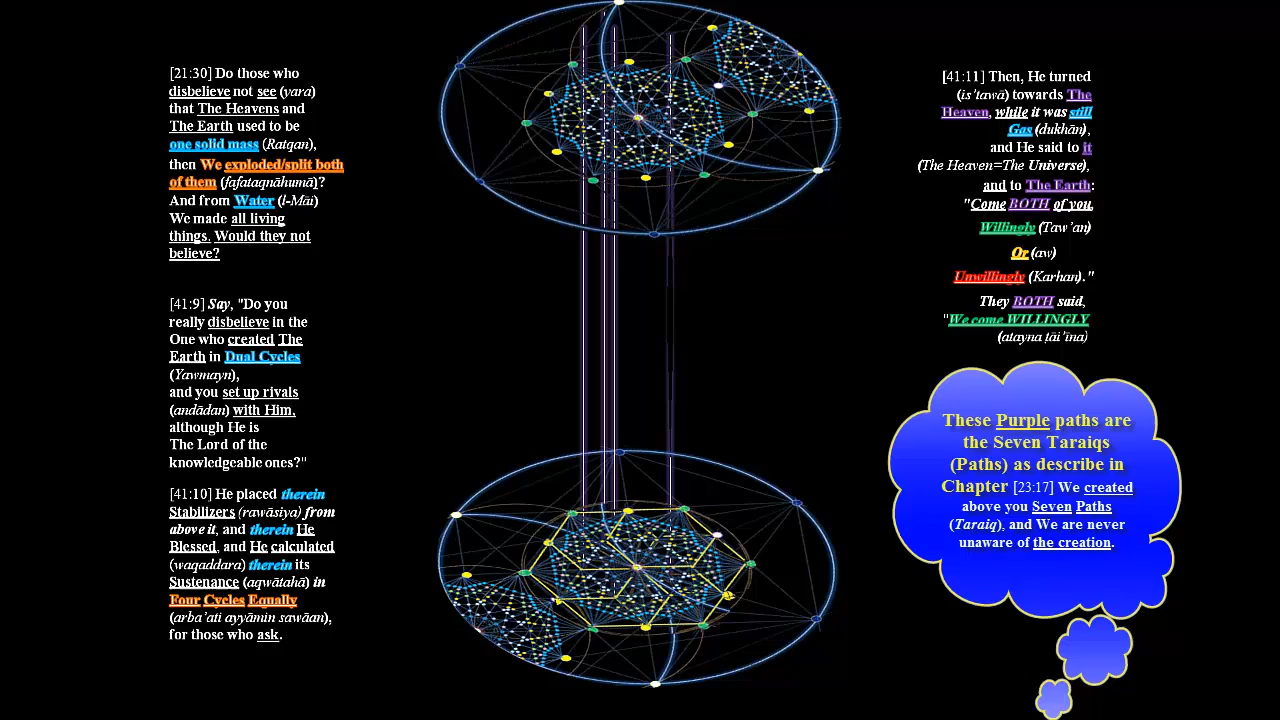 [21:30] Do those who
disbelieve not see (yara)
that The Heavens and
The Earth used to be
one solid mass (Ratqan),
then We exploded/split both
of them (fafataqnāhumā)?
And from Water (l-Māi)
We made all living
things. Would they not
believe?
[41:9] Say, "Do you
really disbelieve in the
One who created The
Earth in Dual Cycles
(Yawmayn),
and you set up rivals
(andādan) with Him,
although He is
The Lord of the
knowledgeable ones?"
[41:10] He placed therein
Stabilizers (rawāsiya) from
above it, and therein He
Blessed, and He calculated
(waqaddara) therein its
Sustenance (aqwātahā) in
Four Cycles Equally
(arba'ati ayyāmin sawāan),
for those who ask.
[41:11] Then, He turned
(is'tawā) towards The
Heaven, while it was still
Gas (dukhān),
and He said to it
(The Heaven=The Universe),
and to The Earth:
"Come BOTH of you,
Willingly (Taw'an)
Or (aw)
Unwillingly (Karhan)."
They BOTH said,
"We come WILLINGLY
(atayna ṭāi'īna)
These Purple paths are
the Seven Taraiqs
(Paths) as describe in
Chapter [23:17] We created
above you Seven Paths
(Taraiq), and We are never
unaware of the creation.